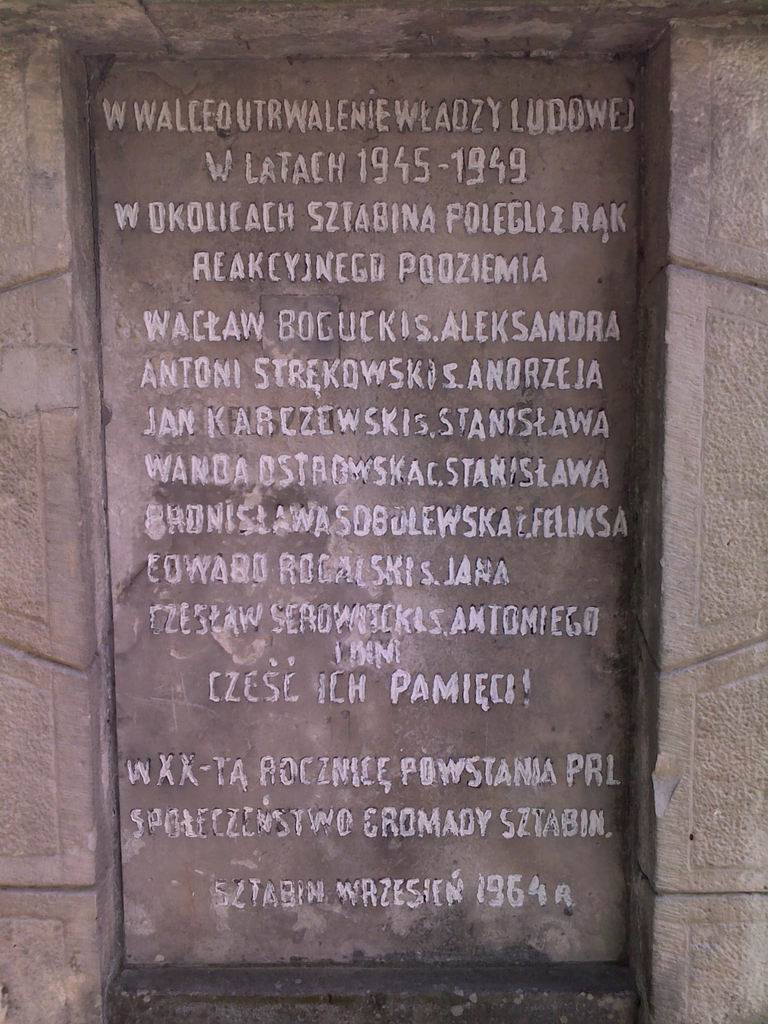 W WALCE O UTRWALENIE WŁADZY LUDOWEJ
W LATACH 1945-1949
W OKOLICACH SZTABINA POLEGLI Z RĄK
REAKCYJNEGO PODZIEMIA
WACŁAW BOGUCKI S. ALEKSANDRA
ANTONI STRĘKOWSKI S. ANDRZEJA
JAN KARCZEWSKI S. STANISŁAWA
WANDA OSTROWSKA C. STANISŁAWA
BRONISŁAWA SOBOLEWSKA Ż. FELIKSA
EDWARD ROGALSKI S. JANA
CZESŁAW SEROWIECKI S. ANTONIEGO
I INNI
CZEŚĆ ICH PAMIĘCI!
W XX-TĄ ROCZNICĘ POWSTANIA PRL
SPOŁECZEŃSTWO GROMADY SZTABIN.
SZTABIN WRZESIEŃ 1964 R